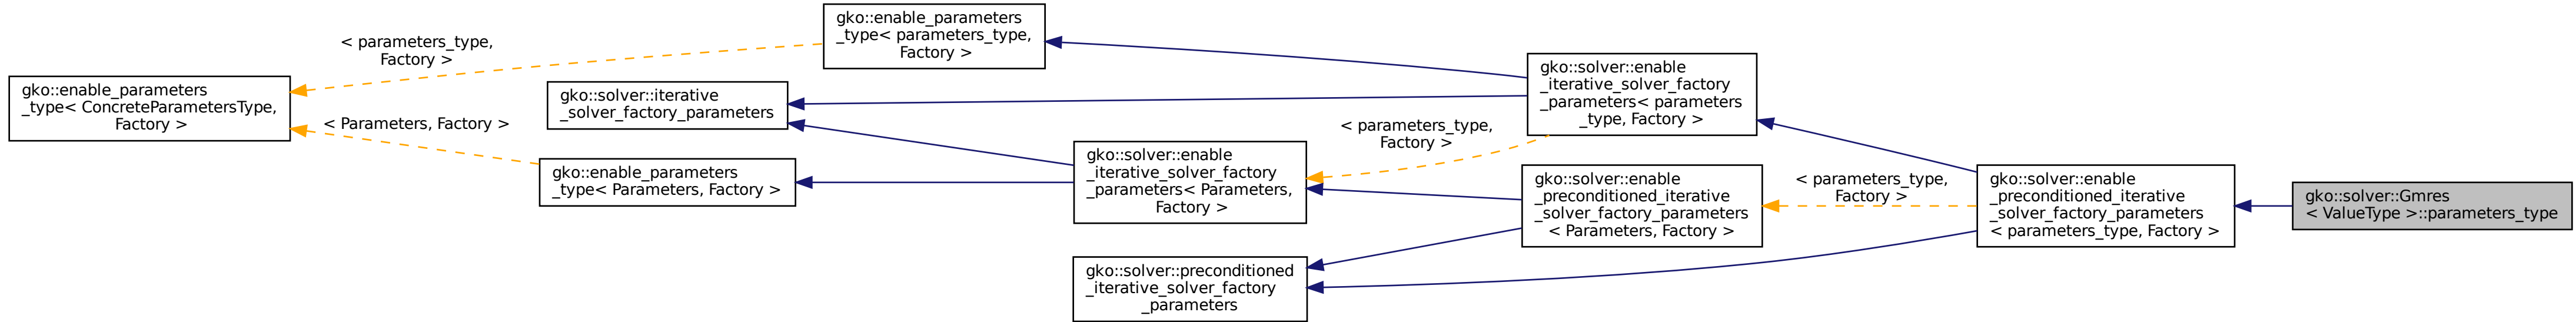 gko::enable_parameters
_type< ConcreteParametersType,
Factory >
< parameters_type,
Factory >
< Parameters, Factory >
gko::solver::iterative
_solver_factory_parameters
gko::enable_parameters
_type< Parameters, Factory >
gko::enable_parameters
_type< parameters_type,
Factory >
gko::solver::enable
_iterative_solver_factory
_parameters< Parameters,
Factory >
gko::solver::preconditioned
_iterative_solver_factory
_parameters
< parameters_type,
Factory >
gko::solver::enable
_iterative_solver_factory
_parameters< parameters
_type, Factory >
gko::solver::enable
_preconditioned_iterative
_solver_factory_parameters
< Parameters, Factory >
< parameters_type,
Factory >
gko::solver::enable
_preconditioned_iterative
_solver_factory_parameters
< parameters_type, Factory >
gko::solver::Gmres
< ValueType >::parameters_type